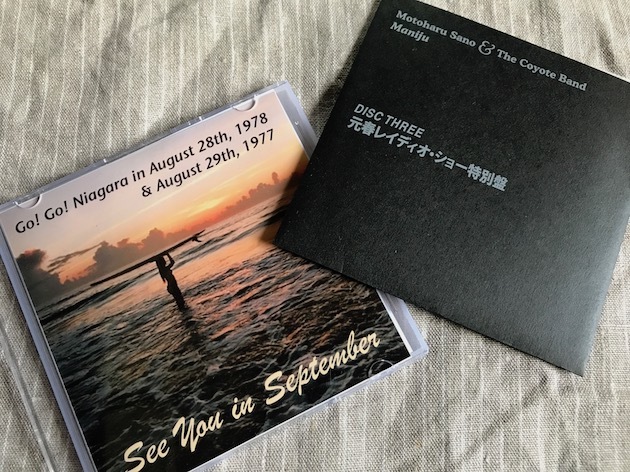 Go! Go! Niagara in August 28th, 1978
& August 29th, 1977
See You in September
Motoharu Sano & The Coyote Band
Maniju
DISC THREE
元春レイディオ・ショー特別盤